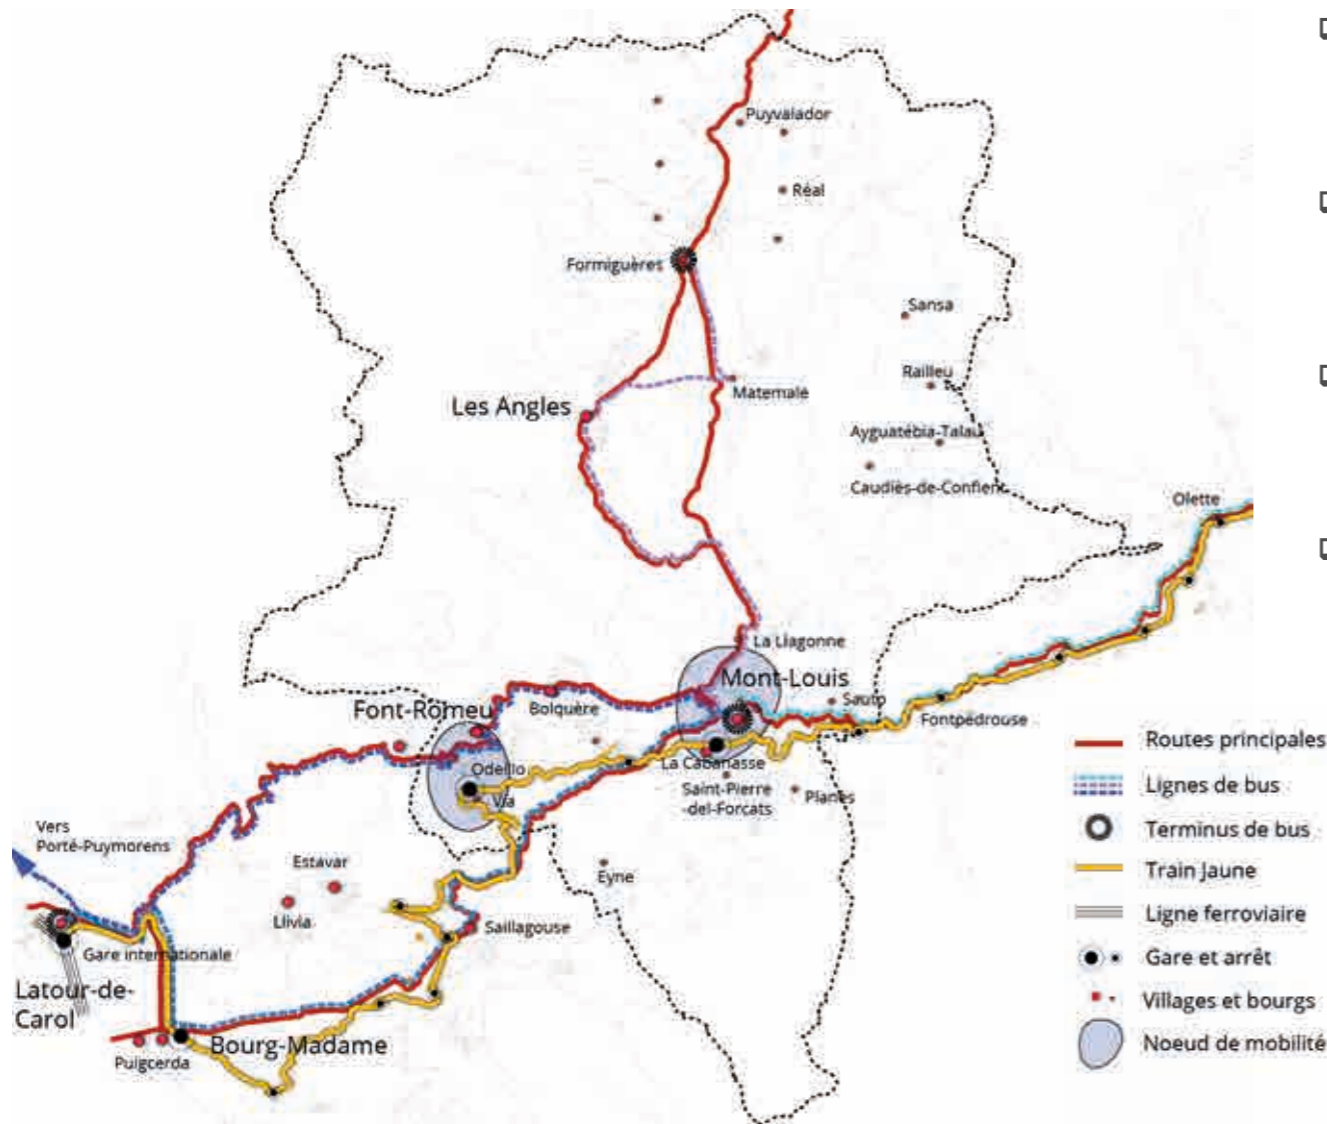 Puyvalador
Réal
Formiguères
Sansa
Railleu
Matemale
Les Angles
Ayguatébia-Talau
Caudiès-de-Conflent
Olette
La Llagonne
Mont-Louis
Sauto
Font-Romeu
Bolquère
Fontpédrouse
Odeillo
La Cabanasse
Via
Saint-Pierre
-del-Forcats
Planès
Vers
Porté-Puymorens
Estavar
Eyne
Llivia
Saillagouse
Gare internationale
Latour-de-
Carol
Bourg-Madame
Puigcerda
Routes principales
Lignes de bus
Terminus de bus
Train Jaune
Ligne ferroviaire
Gare et arrêt
Villages et bourgs
Noeud de mobilité